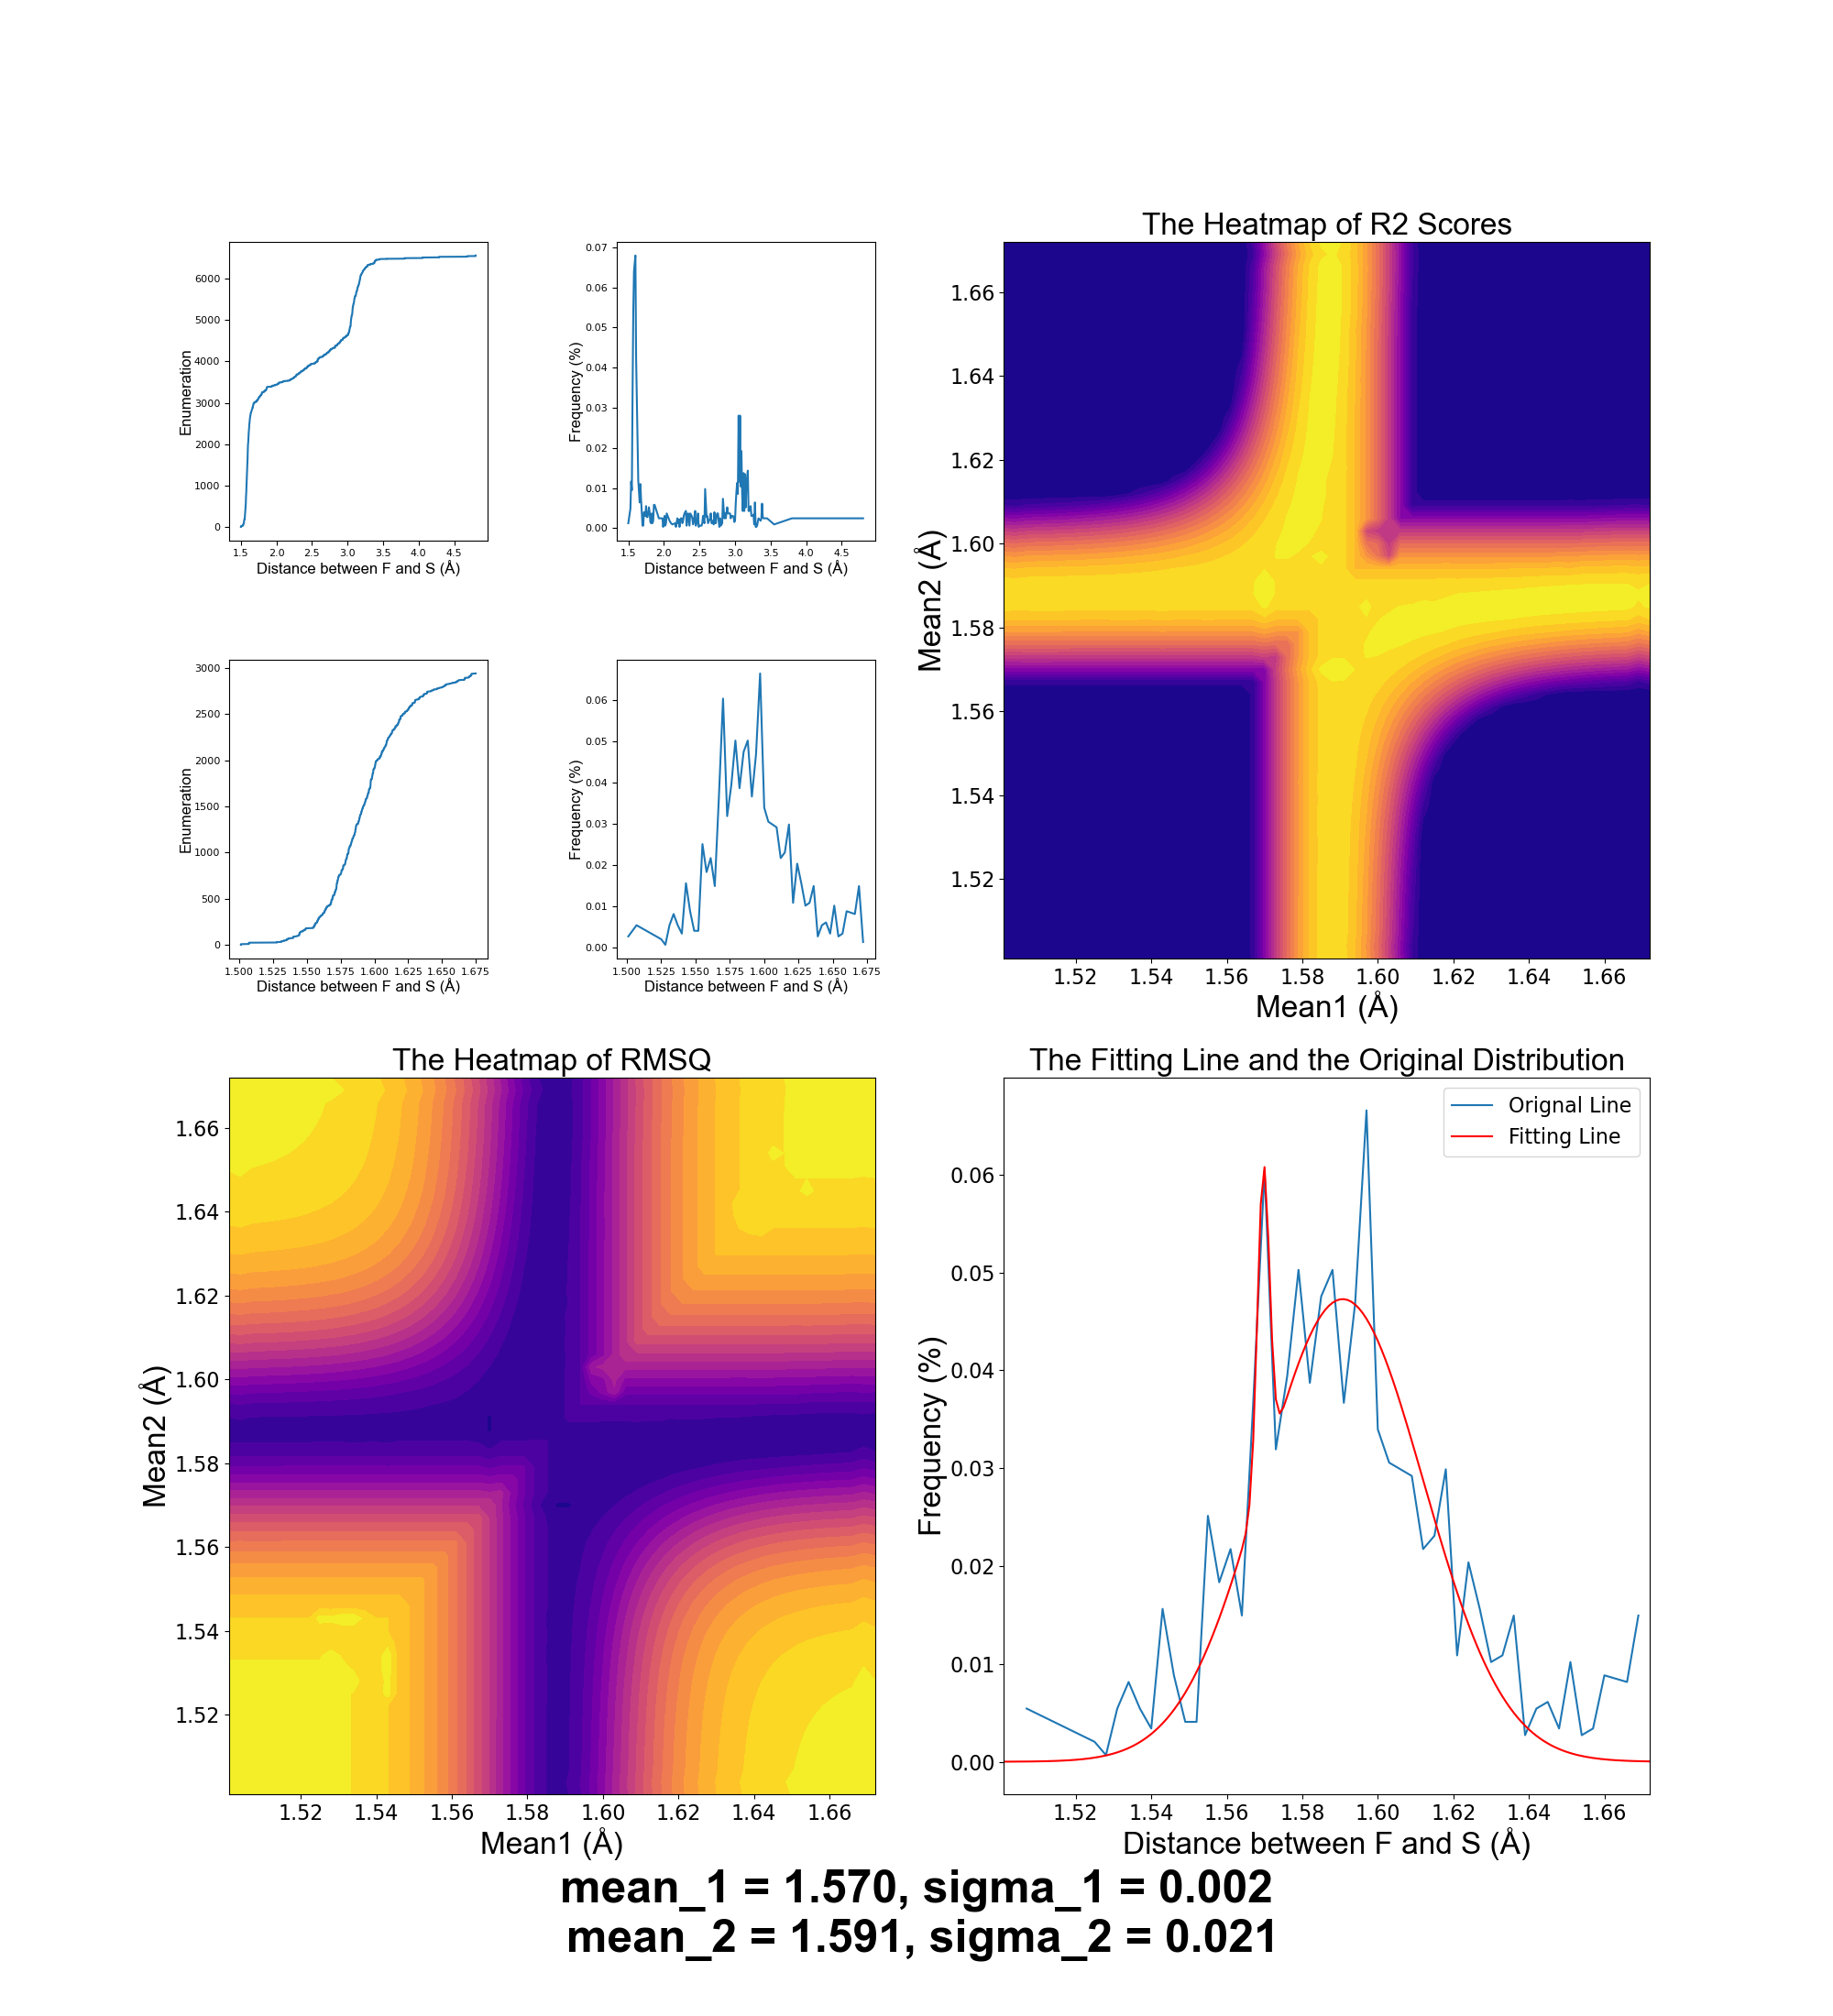 The Heatmap of R2 Scores
6000
5000
4000
3000
2000
1000
0
Enumeration
1.5 2.0 2.5 3.0 3.5 4.0 4.5
Distance between F and S (Å)
0.07
0.06
0.05
0.04
0.03
0.02
0.01
0.00
Frequency (%)
1.5 2.0 2.5 3.0 3.5 4.0 4.5
Distance between F and S (Å)
1.66
1.64
1.62
1.60
1.58
1.56
1.54
1.52
Mean2 (Å)
1.52 1.54 1.56 1.58 1.60 1.62 1.64 1.66
Mean1 (Å)
3000
2500
2000
1500
1000
500
0
Enumeration
1.500 1.525 1.550 1.575 1.600 1.625 1.650 1.675
Distance between F and S (Å)
0.06
0.05
0.04
0.03
0.02
0.01
0.00
Frequency (%)
1.500 1.525 1.550 1.575 1.600 1.625 1.650 1.675
Distance between F and S (Å)
The Heatmap of RMSQ
1.66
1.64
1.62
1.60
1.58
1.56
1.54
1.52
Mean2 (Å)
1.52 1.54 1.56 1.58 1.60 1.62 1.64 1.66
Mean1 (Å)
The Fitting Line and the Original Distribution
Orignal Line
Fitting Line
0.06
0.05
0.04
0.03
0.02
0.01
0.00
Frequency (%)
1.52 1.54 1.56 1.58 1.60 1.62 1.64 1.66
Distance between F and S (Å)
mean_1 = 1.570, sigma_1 = 0.002
mean_2 = 1.591, sigma_2 = 0.021